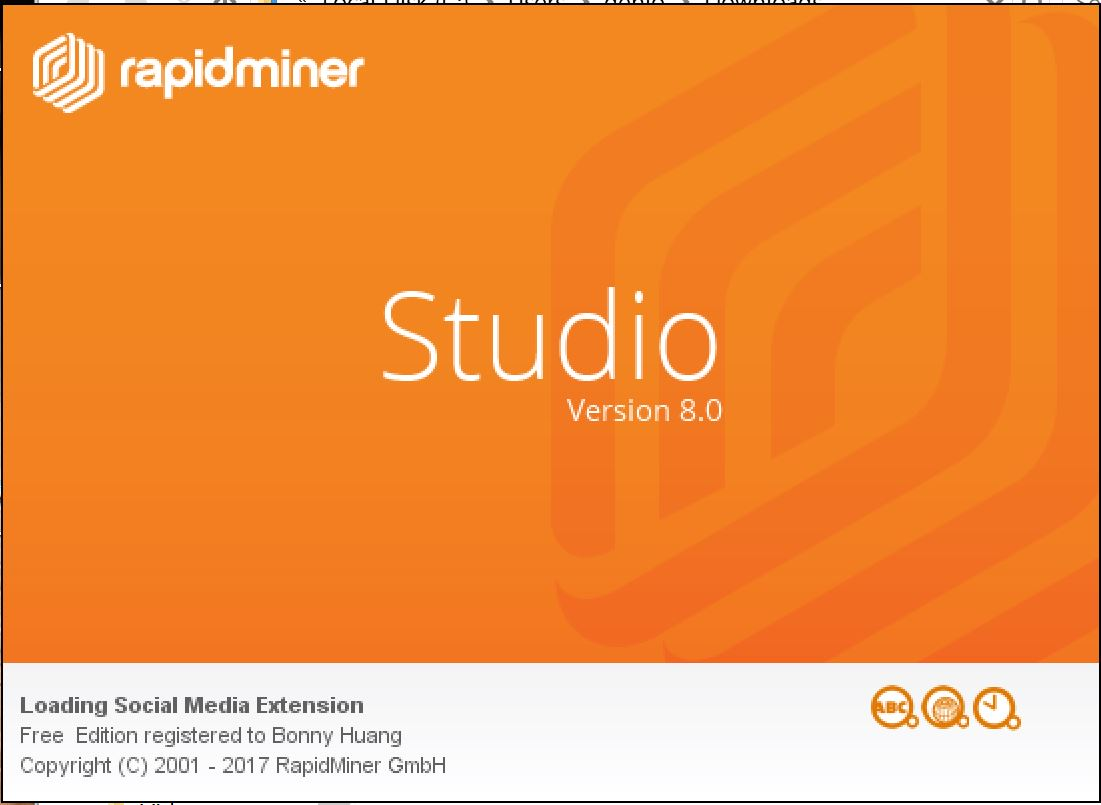 rapidminer
Studio
Version 8.0
Loading Social Media Extension
ABC
Free  Edition registered to Bonny Huang
Copyright (C) 2001 - 2017 RapidMiner GmbH